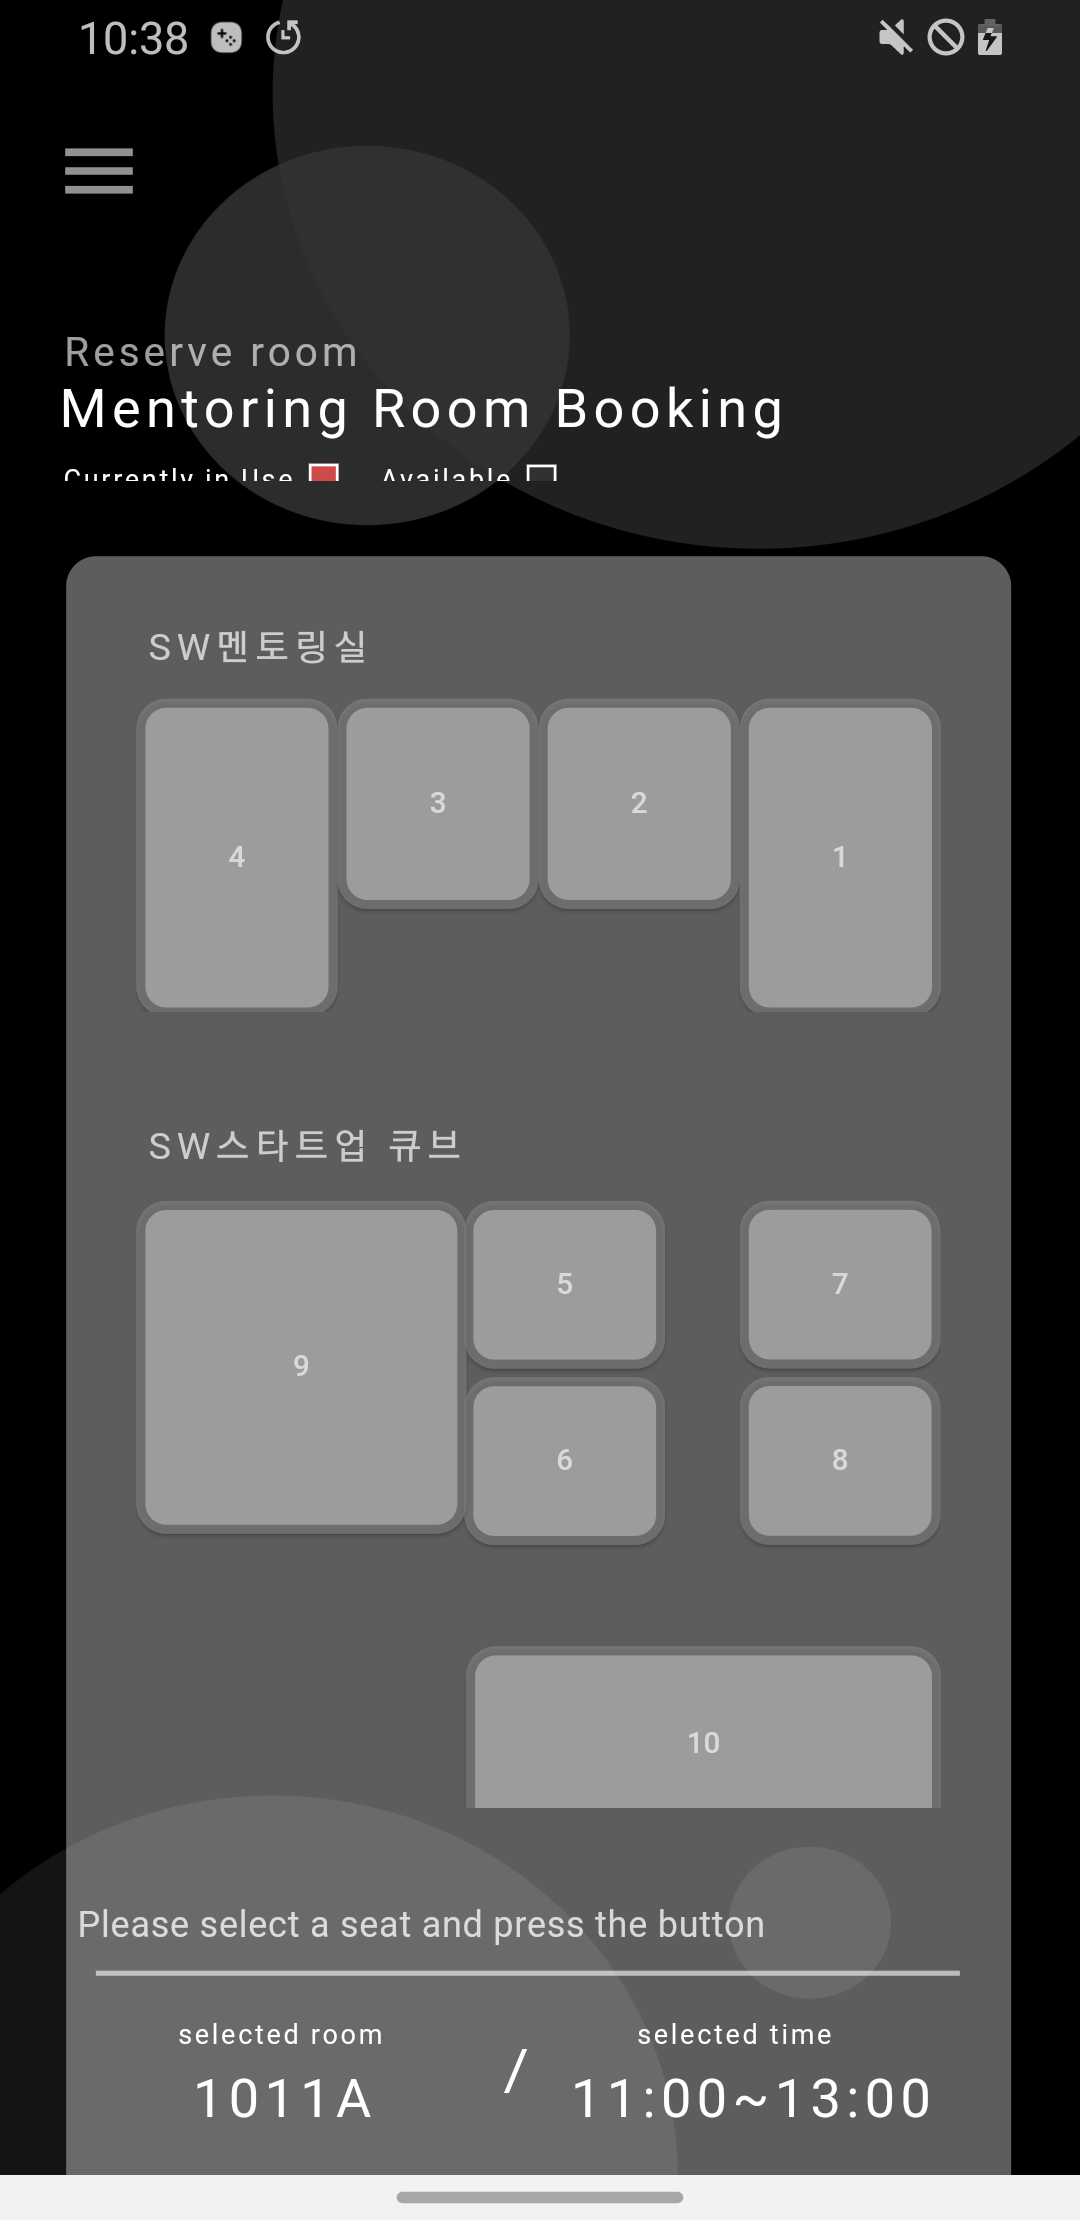 10:38
Reserve room
Mentoring Room Booking
Currently in Use Available
SW멘토링실
4 3 2 1
SW스타트업 큐브
9 5 7
6 8
10
Please select a seat and press the button
selected room / selected time
1011A 11:00~13:00